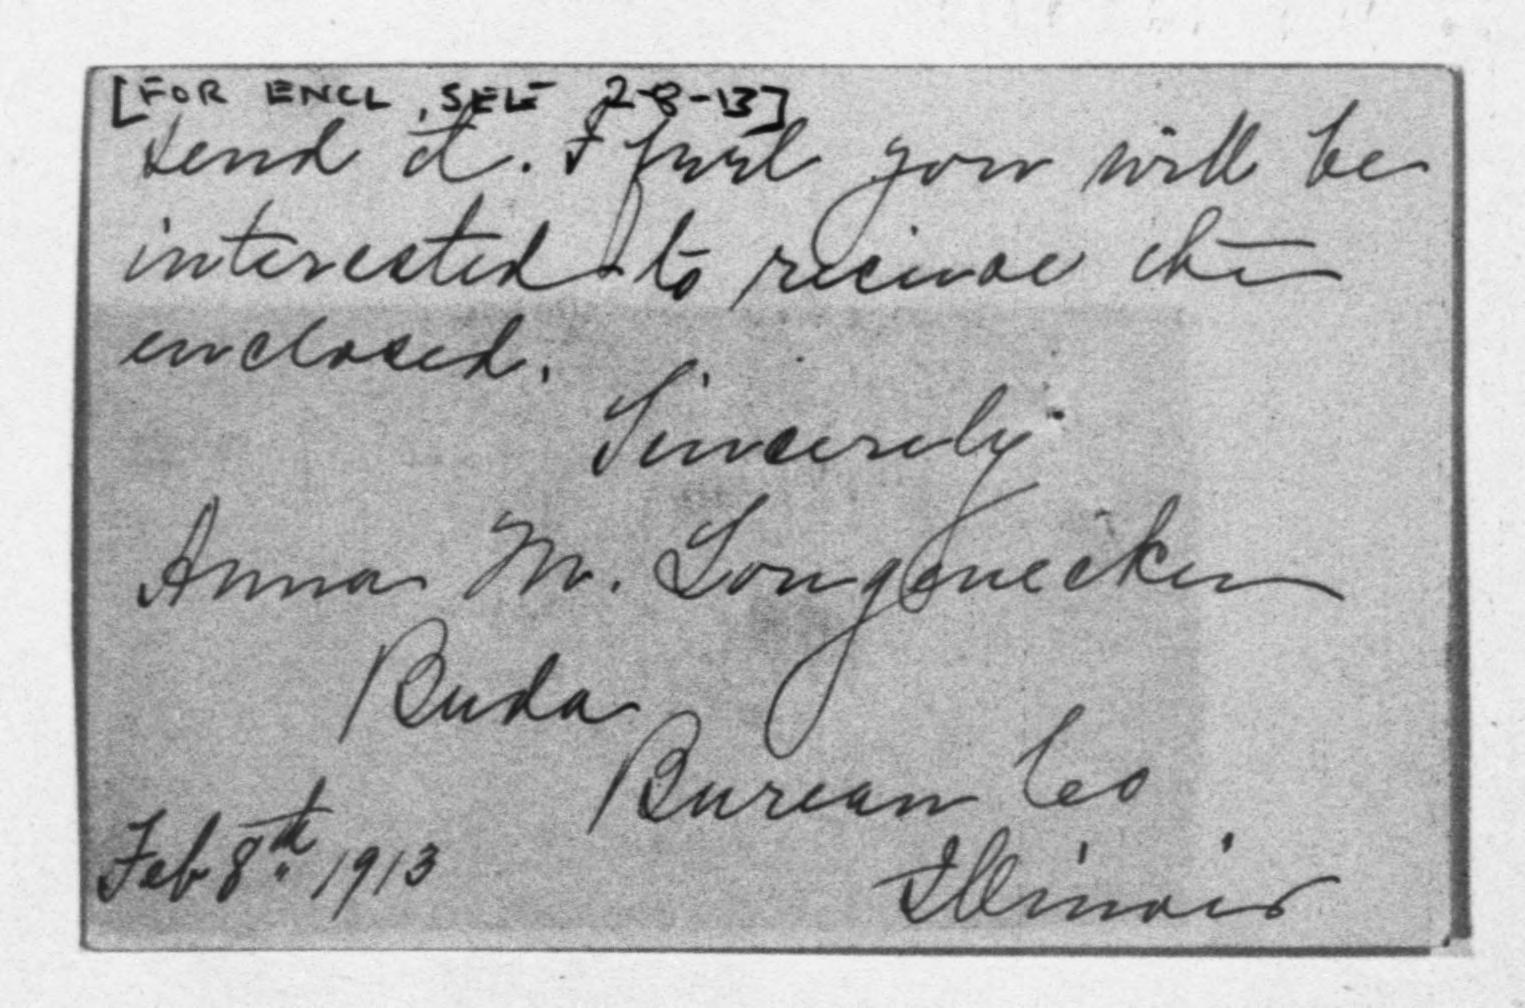 [FOR ENCL, SEE 2-8-13]
send it. I feel you will be
interested to recieve the
enclosed.
Sincerely
Anna M. Longenecker
Buda
Bureau Co
Feb 8th. 1913
Illinois